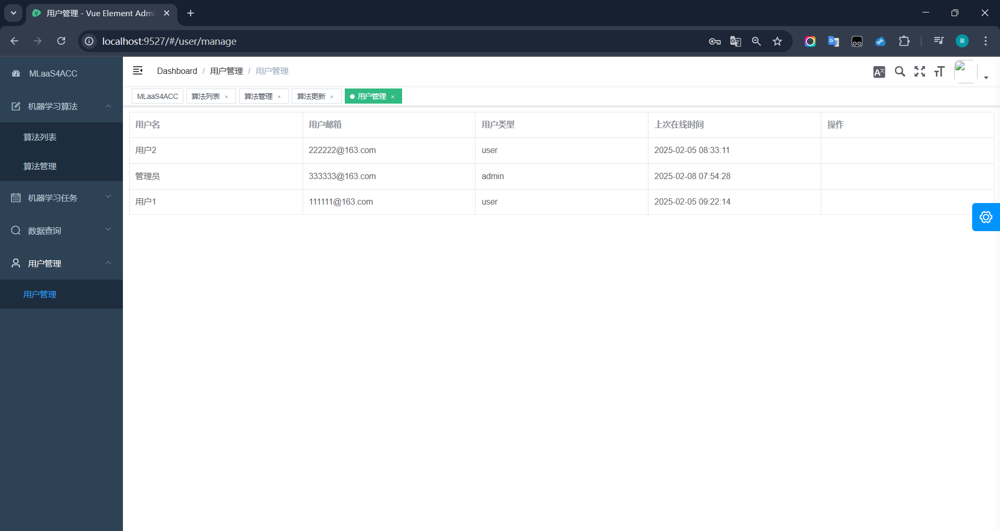 用户管理 - Vue Element Admi
localhost:9527/#/user/manage
昊
MLaaS4ACC
机器学习算法
算法列表
算法管理
机器学习任务
数据查询
用户管理
用户管理
Dashboard / 用户管理 / 用户管理
MLaaS4ACC 算法列表 × 算法管理 × 算法更新 × 用户管理 ×
用户名 用户邮箱 用户类型 上次在线时间 操作
用户2 222222@163.com user 2025-02-05 08:33:11
管理员 333333@163.com admin 2025-02-08 07:54:28
用户1 111111@163.com user 2025-02-05 09:22:14